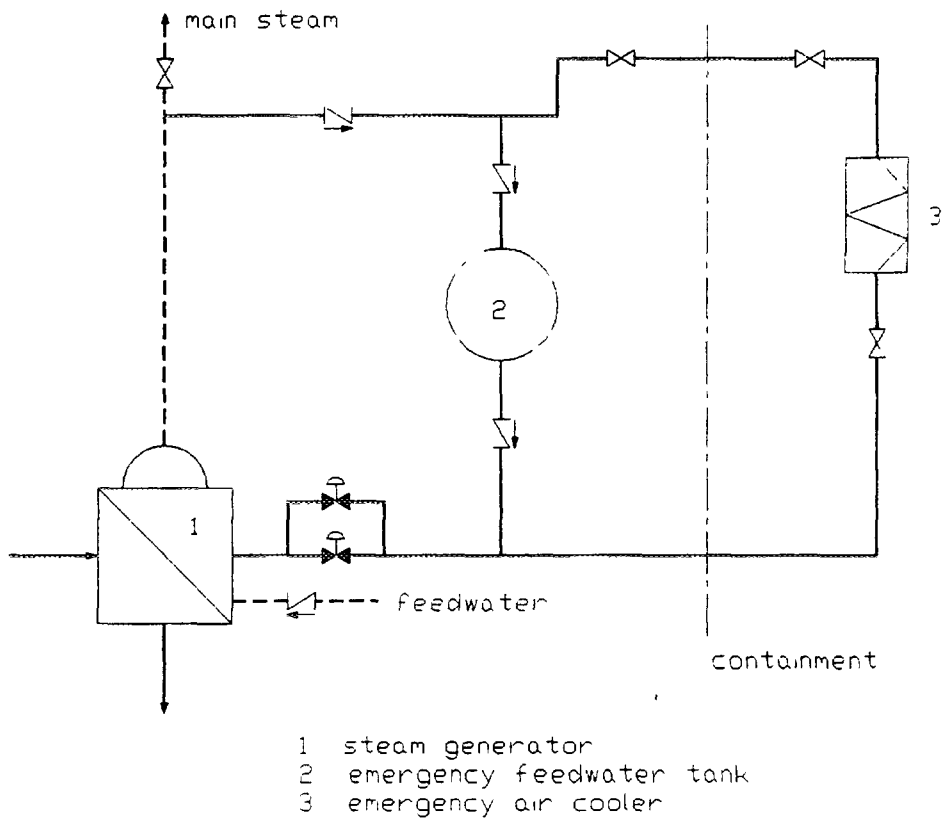 main steam
3
2
1
feedwater
containment
1 steam generator
2 emergency feedwater tank
3 emergency air cooler